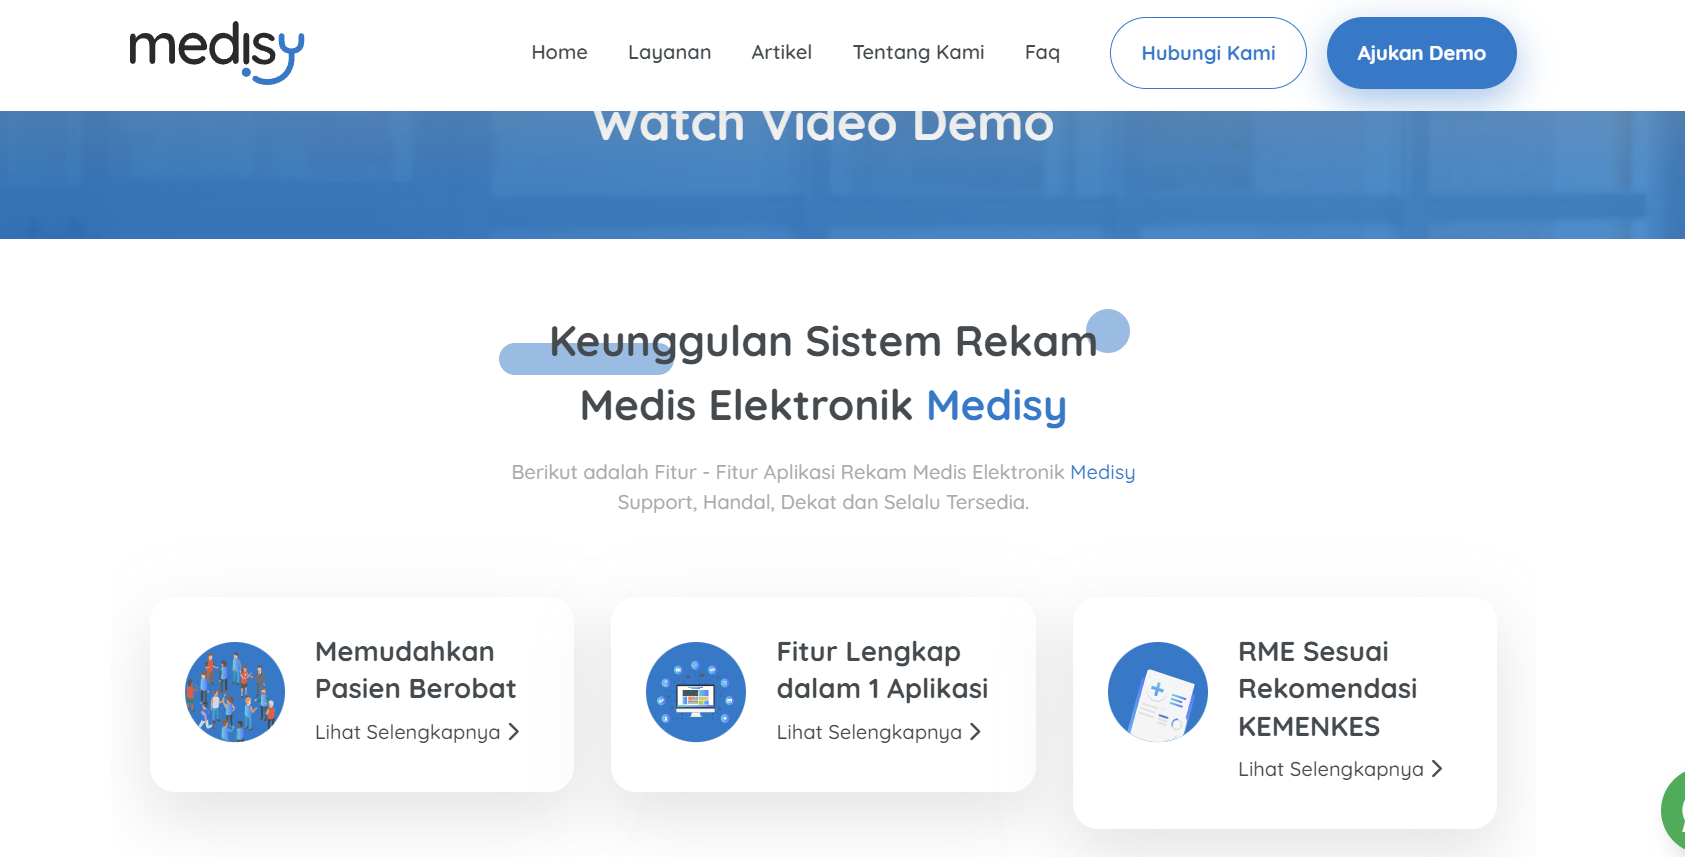 medisy
Home Layanan Artikel Tentang Kami Faq Hubungi Kami Ajukan Demo
Watch Video Demo
Keunggulan Sistem Rekam
Medis Elektronik Medisy
Berikut adalah Fitur - Fitur Aplikasi Rekam Medis Elektronik Medisy
Support, Handal, Dekat dan Selalu Tersedia.
Memudahkan
Pasien Berobat
Lihat Selengkapnya
Fitur Lengkap
dalam 1 Aplikasi
Lihat Selengkapnya
RME Sesuai
Rekomendasi
KEMENKES
Lihat Selengkapnya